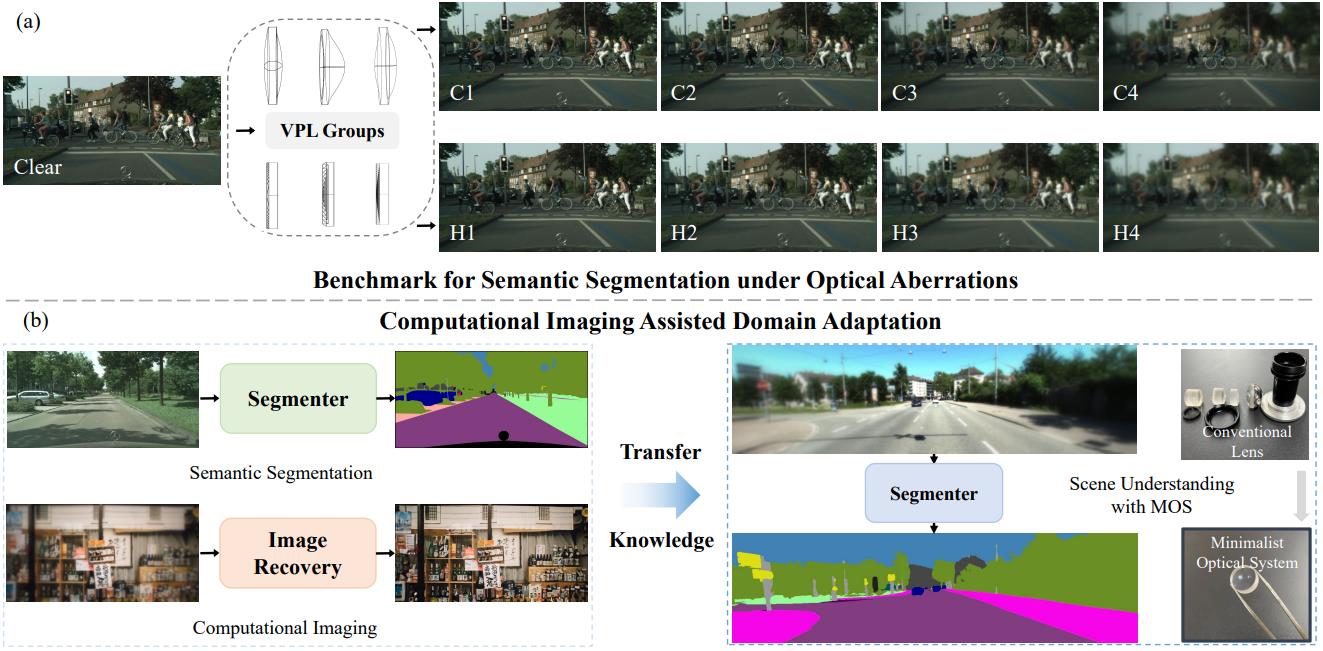 (a)
Clear
VPL Groups
C1
C2
C3
C4
H1
H2
H3
H4
Benchmark for Semantic Segmentation under Optical Aberrations
(b)
Computational Imaging Assisted Domain Adaptation
Segmenter
Semantic Segmentation
Image
Recovery
Computational Imaging
Transfer
Knowledge
Segmenter
Conventional
Lens
Scene Understanding
with MOS
Minimalist
Optical System